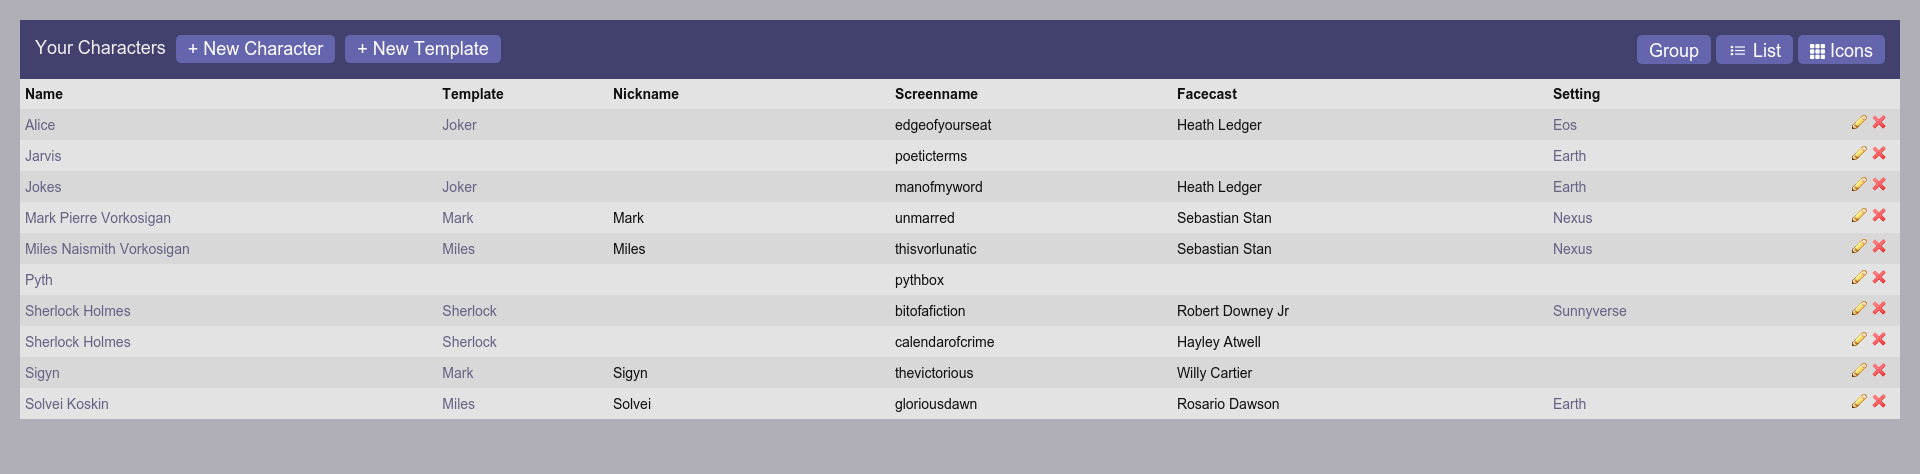 Your Characters + New Character + New Template Group List Icons
Name Template Nickname Screenname Facecast Setting
Alice Joker edgeofyourseat Heath Ledger Eos
Jarvis poeticterms Earth
Jokes Joker manofmyword Heath Ledger Earth
Mark Pierre Vorkosigan Mark Mark unmarred Sebastian Stan Nexus
Miles Naismith Vorkosigan Miles Miles thisvorlunatic Sebastian Stan Nexus
Pyth pythbox
Sherlock Holmes Sherlock bitofafiction Robert Downey Jr Sunnyverse
Sherlock Holmes Sherlock calendarofcrime Hayley Atwell
Sigyn Mark Sigyn thevictorious Willy Cartier
Solvei Koskin Miles Solvei gloriousdawn Rosario Dawson Earth